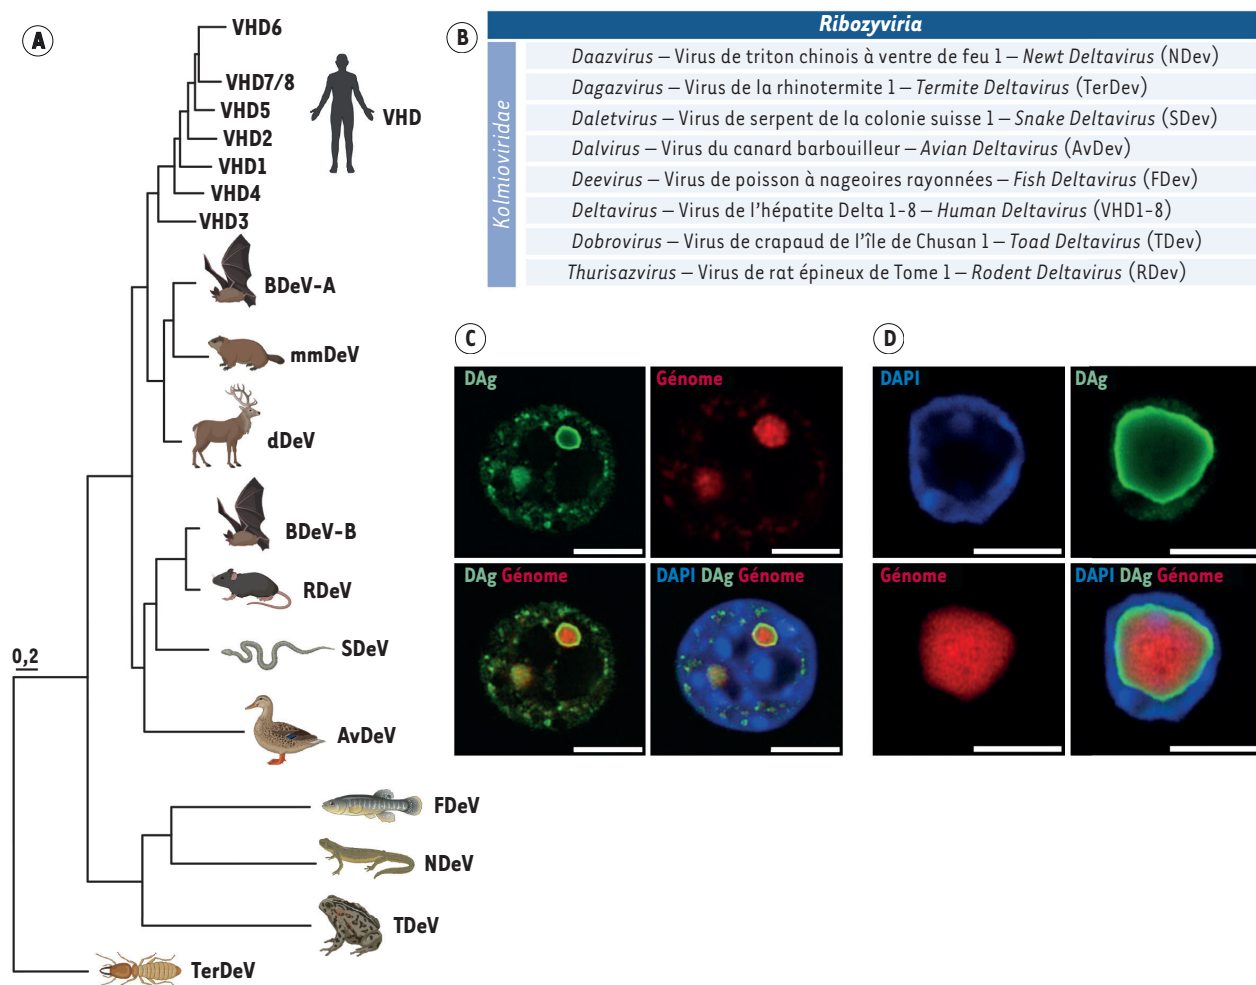 A
VHD6
VHD7/8
VHD5
VHD2
VHD1
VHD4
VHD3
VHD
BDeV-A
mmDeV
dDeV
BDeV-B
RDeV
SDeV
0,2
AvDeV
FDeV
NDeV
TDeV
TerDeV
B
Ribozyviria
Kolmioviridae
Daazvirus – Virus de triton chinois à ventre de feu 1 – Newt Deltavirus (NDev)
Dagazvirus – Virus de la rhinotermite 1 – Termite Deltavirus (TerDev)
Daletvirus – Virus de serpent de la colonie suisse 1 – Snake Deltavirus (SDev)
Dalvirus – Virus du canard barbouilleur – Avian Deltavirus (AvDev)
Deevirus – Virus de poisson à nageoires rayonnées – Fish Deltavirus (FDev)
Deltavirus – Virus de l'hépatite Delta 1-8 – Human Deltavirus (VHD1-8)
Dobrovirus – Virus de crapaud de l'île de Chusan 1 – Toad Deltavirus (TDev)
Thurisazvirus – Virus de rat épineux de Tome 1 – Rodent Deltavirus (RDev)
C
DAg
Génome
DAg Génome
DAPI DAg Génome
D
DAPI
DAg
Génome
DAPI DAg Génome